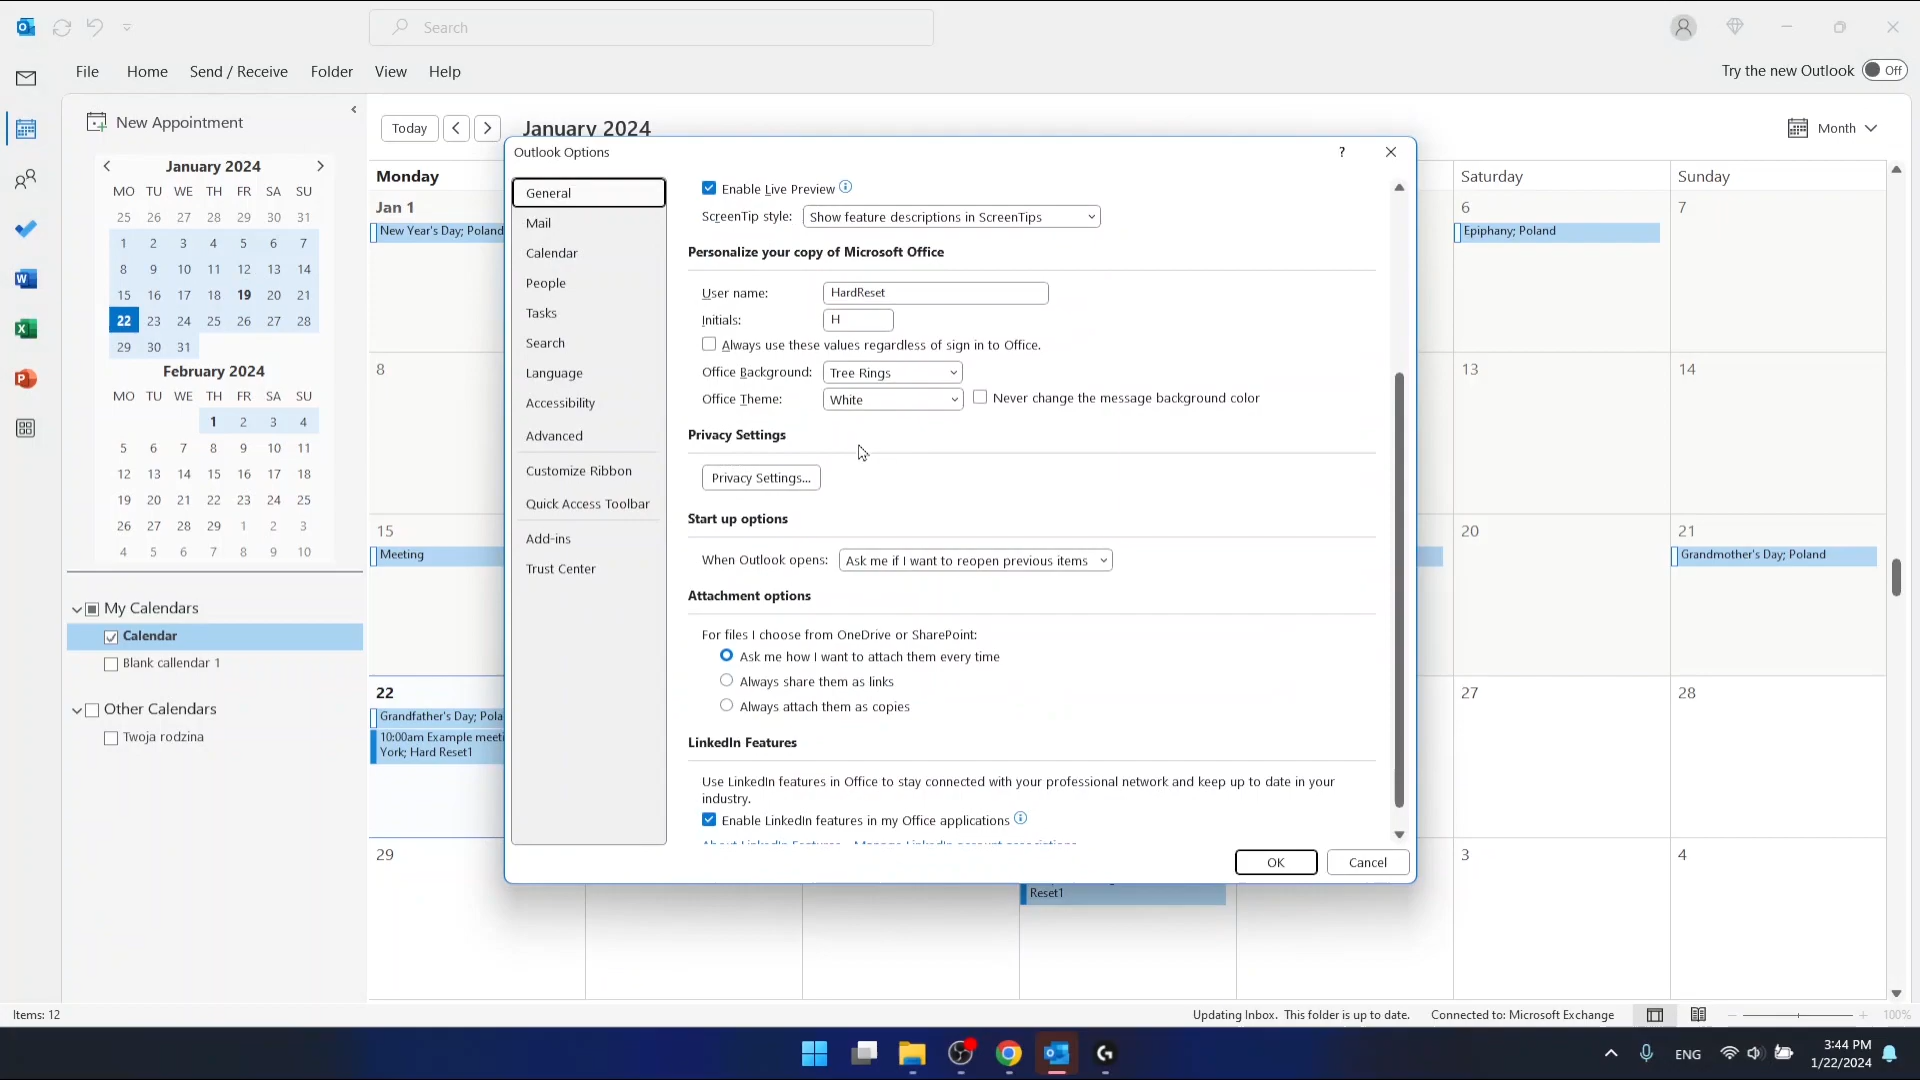 Search
File Home Send / Receive Folder View Help
Try the new Outlook Off
New Appointment
January 2024
MO TU WE TH FR SA SU
25 26 27 28 29 30 31
1 2 3 4 5 6 7
8 9 10 11 12 13 14
15 16 17 18 19 20 21
22 23 24 25 26 27 28
29 30 31
February 2024
MO TU WE TH FR SA SU
1 2 3 4
5 6 7 8 9 10 11
12 13 14 15 16 17 18
19 20 21 22 23 24 25
26 27 28 29 1 2 3
4 5 6 7 8 9 10
My Calendars
Calendar
Blank callendar 1
Other Calendars
Twoja rodzina
Today January 2024 Month
Monday Saturday Sunday
Jan 1 6 7
New Year's Day; Poland Epiphany; Poland
8 13 14
15 20 21
Meeting Grandmother's Day; Poland
22 27 28
Grandfather's Day; Pola
10:00am Example meeti
York; Hard Reset1
29 3 4
Reset1
Outlook Options ?
General
Mail
Calendar
People
Tasks
Search
Language
Accessibility
Advanced
Customize Ribbon
Quick Access Toolbar
Add-ins
Trust Center
Enable Live Preview
ScreenTip style: Show feature descriptions in ScreenTips
Personalize your copy of Microsoft Office
User name: HardReset
Initials: H
Always use these values regardless of sign in to Office.
Office Background: Tree Rings
Office Theme: White Never change the message background color
Privacy Settings
Privacy Settings...
Start up options
When Outlook opens: Ask me if I want to reopen previous items
Attachment options
For files I choose from OneDrive or SharePoint:
Ask me how I want to attach them every time
Always share them as links
Always attach them as copies
LinkedIn Features
Use LinkedIn features in Office to stay connected with your professional network and keep up to date in your
industry.
Enable LinkedIn features in my Office applications
About LinkedIn Features Manage LinkedIn account associations
OK Cancel
Items: 12 Updating Inbox. This folder is up to date. Connected to: Microsoft Exchange 100%
ENG 3:44 PM
1/22/2024